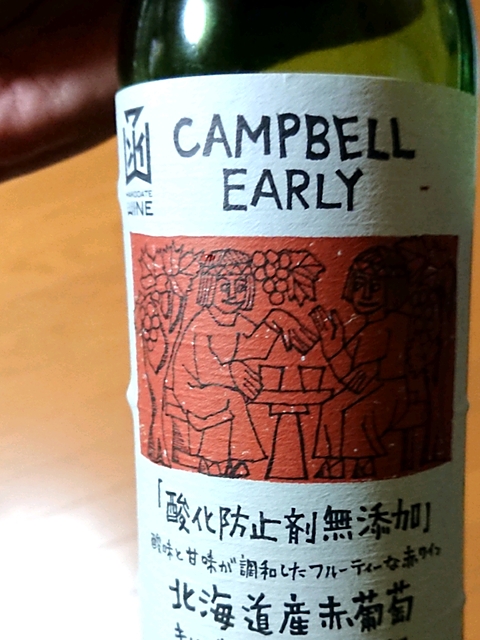 函
HAKODATE
WINE
CAMPBELL
EARLY
「酸化防止剤無添加」
酸味と甘味が調和したフルーティーな赤ワイン
北海道産赤葡萄